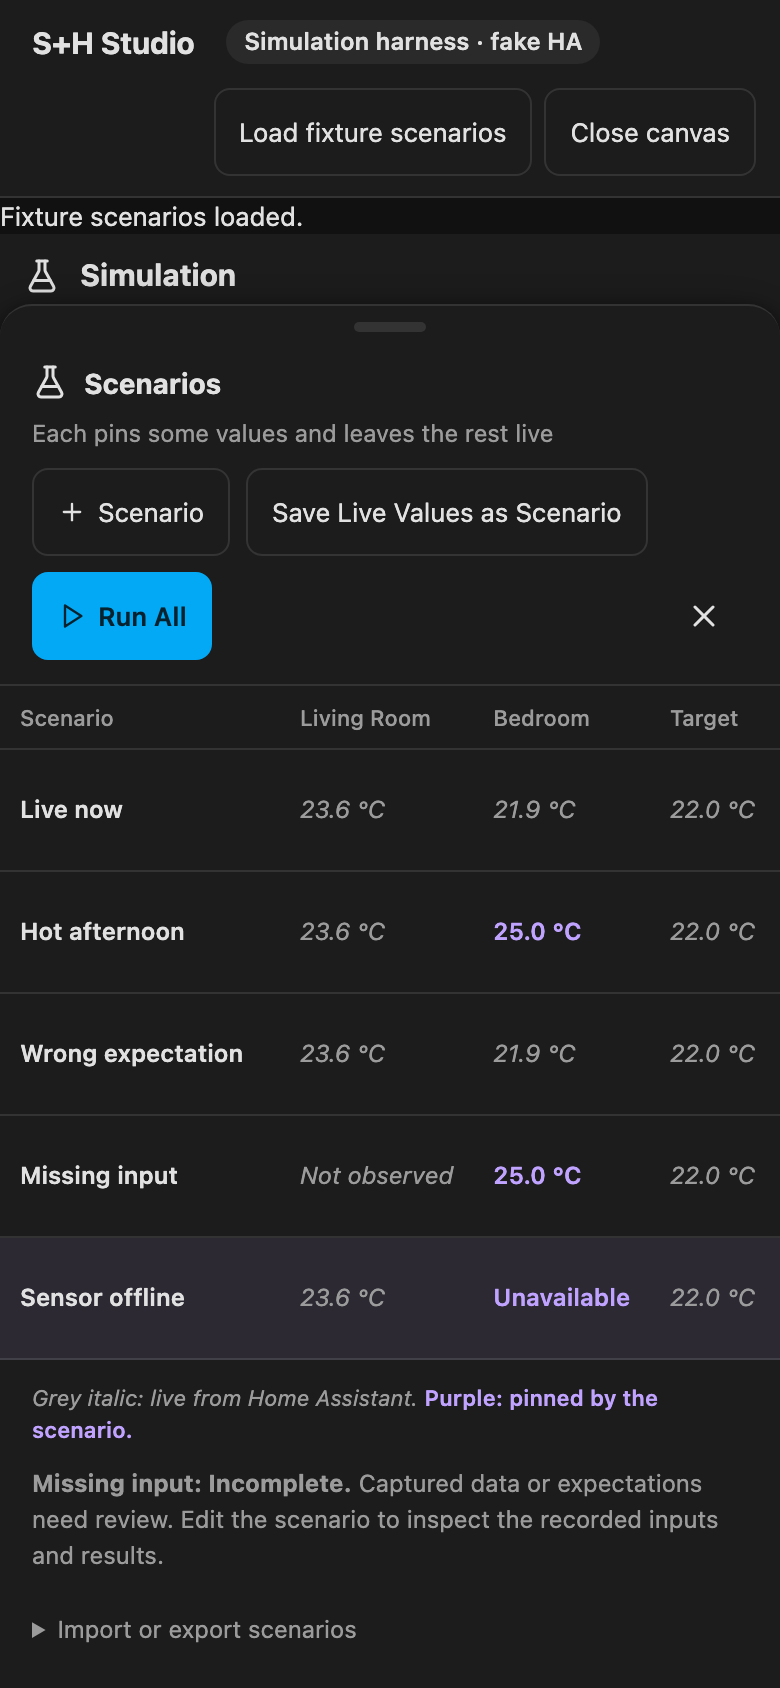 S+H Studio
Simulation harness · fake HA
Load fixture scenarios
Close canvas
Fixture scenarios loaded.
Simulation
Scenarios
Each pins some values and leaves the rest live
+ Scenario
Save Live Values as Scenario
Run All
Scenario Living Room Bedroom Target
Live now 23.6 °C 21.9 °C 22.0 °C
Hot afternoon 23.6 °C 25.0 °C 22.0 °C
Wrong expectation 23.6 °C 21.9 °C 22.0 °C
Missing input Not observed 25.0 °C 22.0 °C
Sensor offline 23.6 °C Unavailable 22.0 °C
Grey italic: live from Home Assistant. Purple: pinned by the
scenario.
Missing input: Incomplete. Captured data or expectations
need review. Edit the scenario to inspect the recorded inputs
and results.
Import or export scenarios